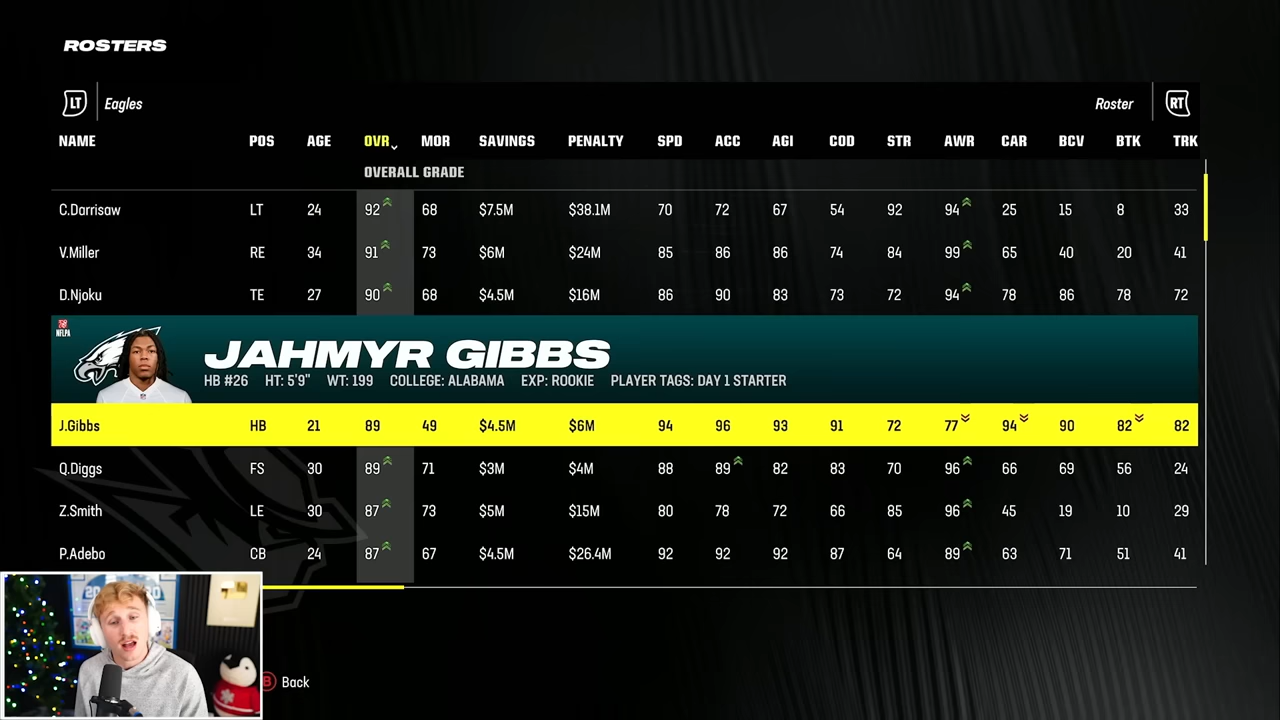 ROSTERS
LT Eagles Roster RT
NAME POS AGE OVR MOR SAVINGS PENALTY SPD ACC AGI COD STR AWR CAR BCV BTK TRK
OVERALL GRADE
C.Darrisaw LT 24 92 68 $7.5M $38.1M 70 72 67 54 92 94 25 15 8 33
V.Miller RE 34 91 73 $6M $24M 85 86 86 74 84 99 65 40 20 41
D.Njoku TE 27 90 68 $4.5M $16M 86 90 83 73 72 94 78 86 78 72
NFLPA
JAHMYR GIBBS
HB #26 HT: 5'9" WT: 199 COLLEGE: ALABAMA EXP: ROOKIE PLAYER TAGS: DAY 1 STARTER
J.Gibbs HB 21 89 49 $4.5M $6M 94 96 93 91 72 77 94 90 82 82
Q.Diggs FS 30 89 71 $3M $4M 88 89 82 83 70 96 66 69 56 24
Z.Smith LE 30 87 73 $5M $15M 80 78 72 66 85 96 45 19 10 29
P.Adebo CB 24 87 67 $4.5M $26.4M 92 92 92 87 64 89 63 71 51 41
B Back